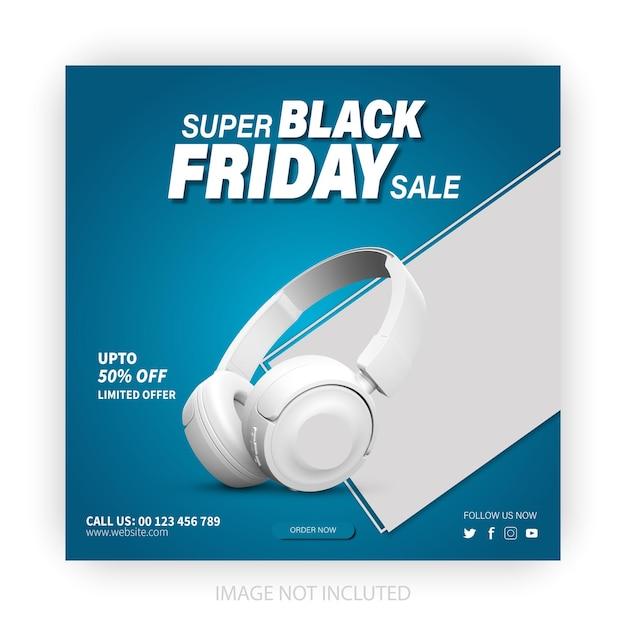 SUPER BLACK
FRIDAY SALE
UPTO
50% OFF
LIMITED OFFER
CALL US: 00 123 456 789
www.website.com
ORDER NOW
FOLLOW US NOW
IMAGE NOT INCLUTED